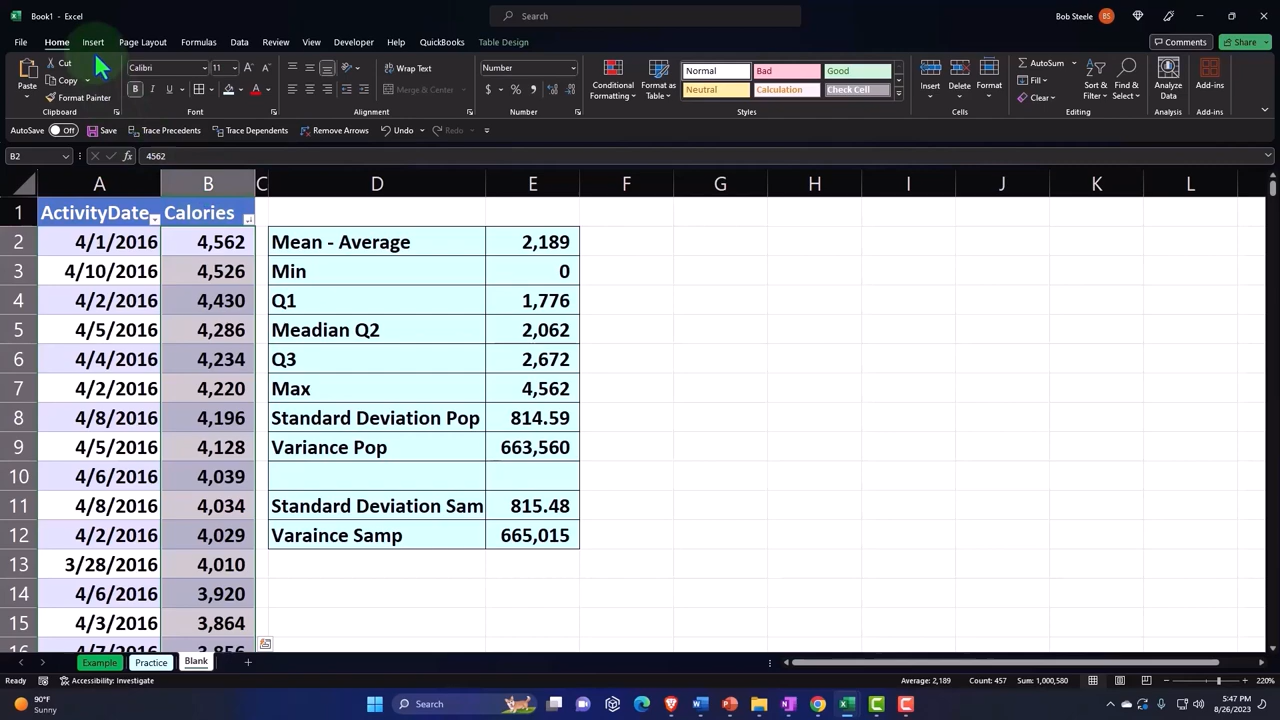 Book1 - Excel
Search
Bob Steele
BS
File
Home
Insert
Page Layout
Formulas
Data
Review
View
Developer
Help
QuickBooks
Table Design
Comments
Share
Cut
Calibri
11
Wrap Text
Number
Normal
Bad
Good
AutoSum
Paste
Conditional
Formatting
Format as
Table
Neutral
Calculation
Check Cell
Insert
Delete
Format
Fill
Sort &
Filter
Find &
Select
Analyze
Data
Add-ins
Format Painter
Merge & Center
Clear
Clipboard
Font
Alignment
Number
Styles
Cells
Editing
Analysis
Add-ins
AutoSave
Off
Save
Trace Precedents
Trace Dependents
Remove Arrows
Undo
Redo
B2
4562
A B C D E F G H I J K L
1 ActivityDate Calories
2 4/1/2016 4,562 Mean - Average 2,189
3 4/10/2016 4,526 Min 0
4 4/2/2016 4,430 Q1 1,776
5 4/5/2016 4,286 Meadian Q2 2,062
6 4/4/2016 4,234 Q3 2,672
7 4/2/2016 4,220 Max 4,562
8 4/8/2016 4,196 Standard Deviation Pop 814.59
9 4/5/2016 4,128 Variance Pop 663,560
10 4/6/2016 4,039
11 4/8/2016 4,034 Standard Deviation Sam 815.48
12 4/2/2016 4,029 Varaince Samp 665,015
13 3/28/2016 4,010
14 4/6/2016 3,920
15 4/3/2016 3,864
16 4/7/2016 3,856
Example
Practice
Blank
Ready
Accessibility: Investigate
Average: 2,189
Count: 457
Sum: 1,000,580
220%
90°F
Sunny
Search
5:47 PM
8/26/2023